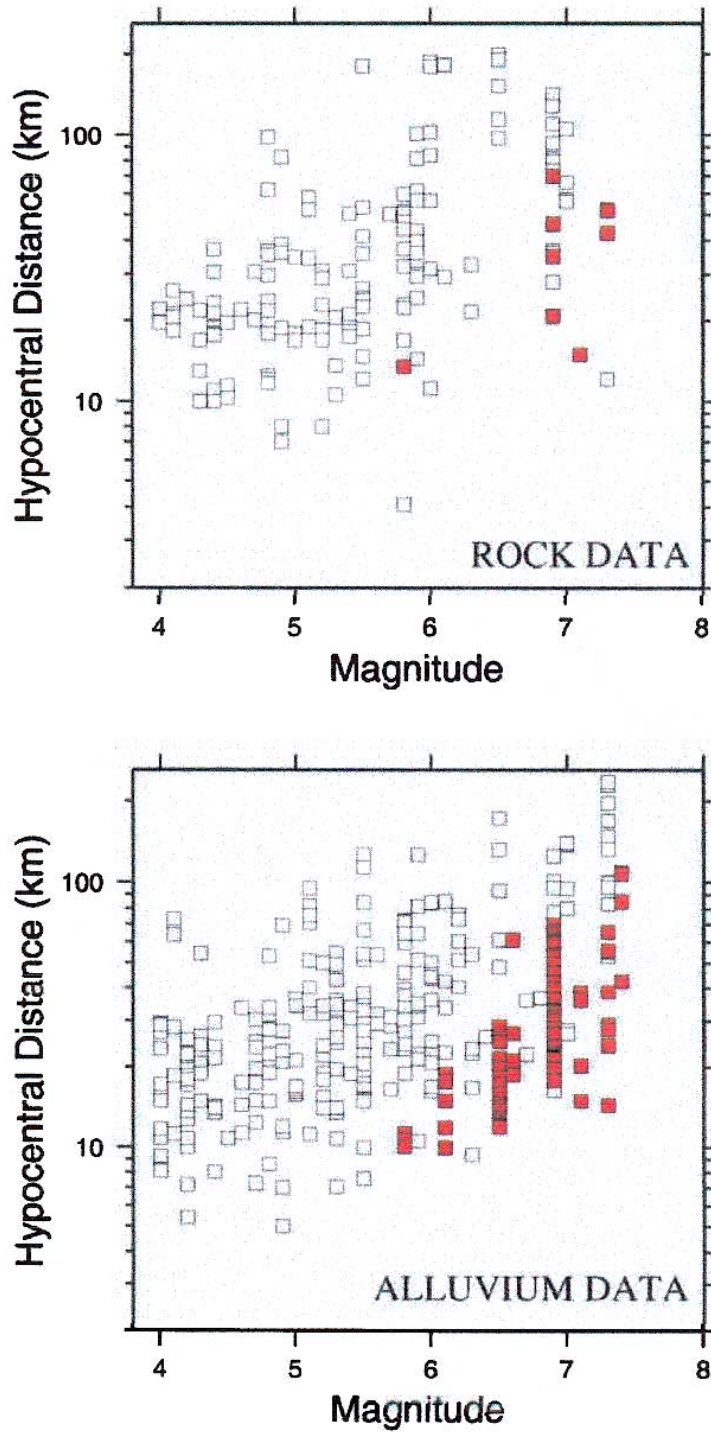 Hypocentral Distance (km)
100
10
ROCK DATA
4 5 6 7 8
Magnitude
Hypocentral Distance (km)
100
10
ALLUVIUM DATA
4 5 6 7 8
Magnitude